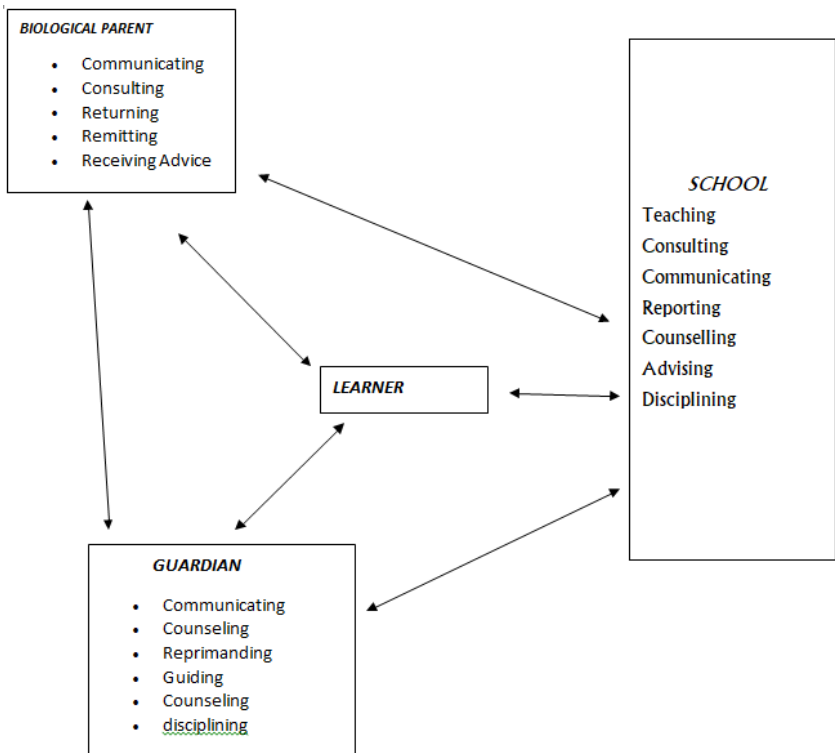 BIOLOGICAL PARENT
• Communicating
• Consulting
• Returning
• Remitting
• Receiving Advice
SCHOOL
Teaching
Consulting
Communicating
Reporting
Counselling
Advising
Disciplining
LEARNER
GUARDIAN
• Communicating
• Counseling
• Reprimanding
• Guiding
• Counseling
• disciplining